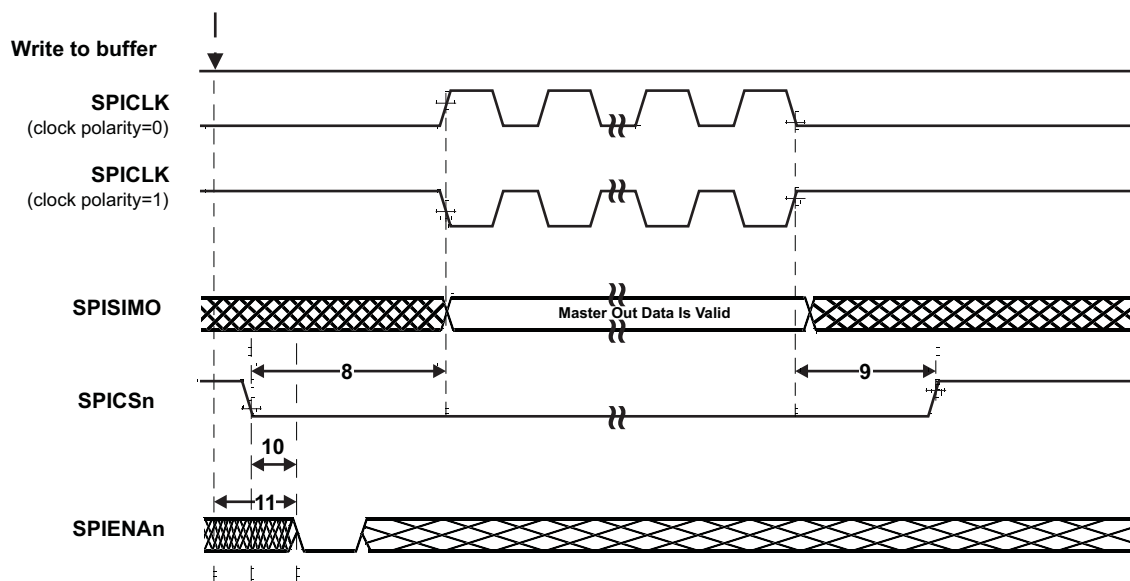 Write to buffer
SPICLK
(clock polarity=0)
SPICLK
(clock polarity=1)
SPISIMO
Master Out Data Is Valid
8
9
SPICSn
10
11
SPIENAn